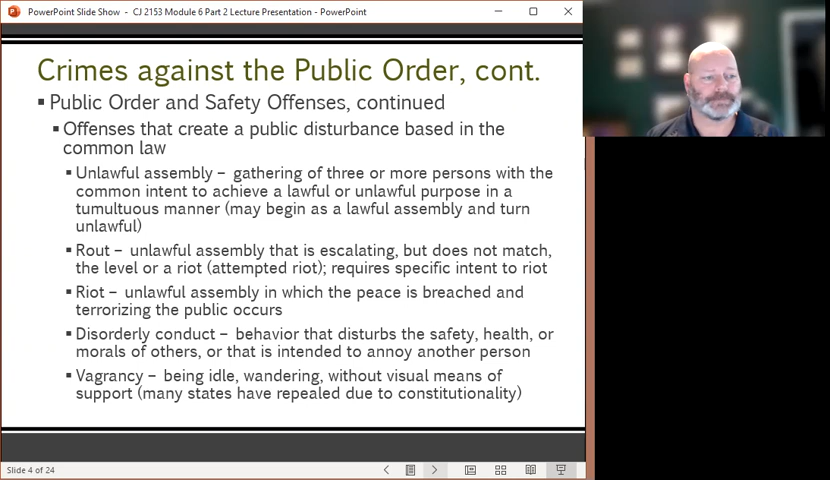 PowerPoint Slide Show - CJ 2153 Module 6 Part 2 Lecture Presentation - PowerPoint
Crimes against the Public Order, cont.
▪ Public Order and Safety Offenses, continued
▪ Offenses that create a public disturbance based in the
common law
▪ Unlawful assembly – gathering of three or more persons with the
common intent to achieve a lawful or unlawful purpose in a
tumultuous manner (may begin as a lawful assembly and turn
unlawful)
▪ Rout – unlawful assembly that is escalating, but does not match,
the level or a riot (attempted riot); requires specific intent to riot
▪ Riot – unlawful assembly in which the peace is breached and
terrorizing the public occurs
▪ Disorderly conduct – behavior that disturbs the safety, health, or
morals of others, or that is intended to annoy another person
▪ Vagrancy – being idle, wandering, without visual means of
support (many states have repealed due to constitutionality)
Slide 4 of 24